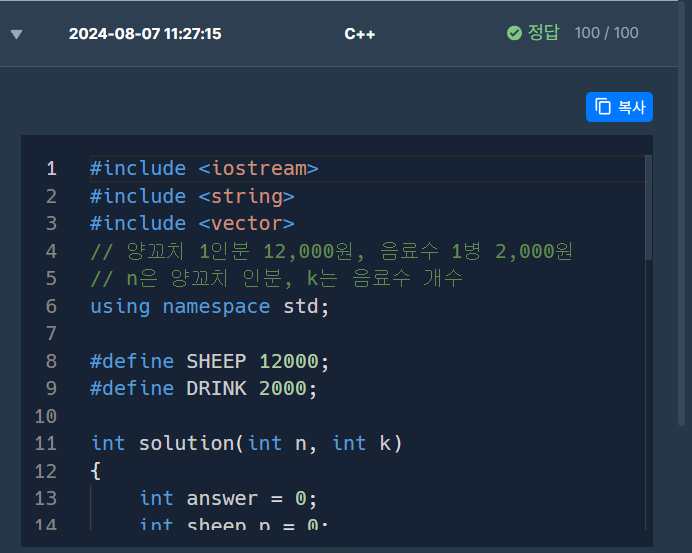 2024-08-07 11:27:15 C++ 정답 100 / 100
복사
1 #include <iostream>
2 #include <string>
3 #include <vector>
4 // 양꼬치 1인분 12,000원, 음료수 1병 2,000원
5 // n은 양꼬치 인분, k는 음료수 개수
6 using namespace std;
7
8 #define SHEEP 12000;
9 #define DRINK 2000;
10
11 int solution(int n, int k)
12 {
13 int answer = 0;
14 int sheep_p = 0;